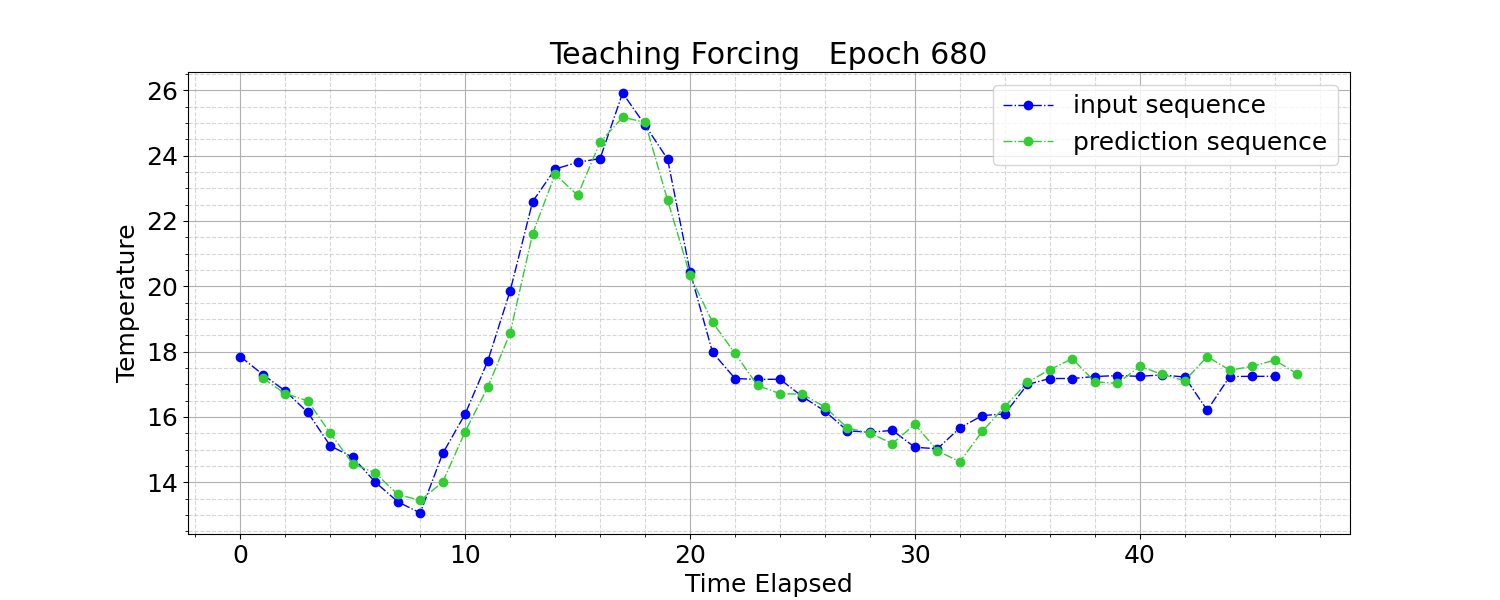 Teaching Forcing   Epoch 680
input sequence
prediction sequence
26
24
22
20
18
16
14
Temperature
0 10 20 30 40
Time Elapsed